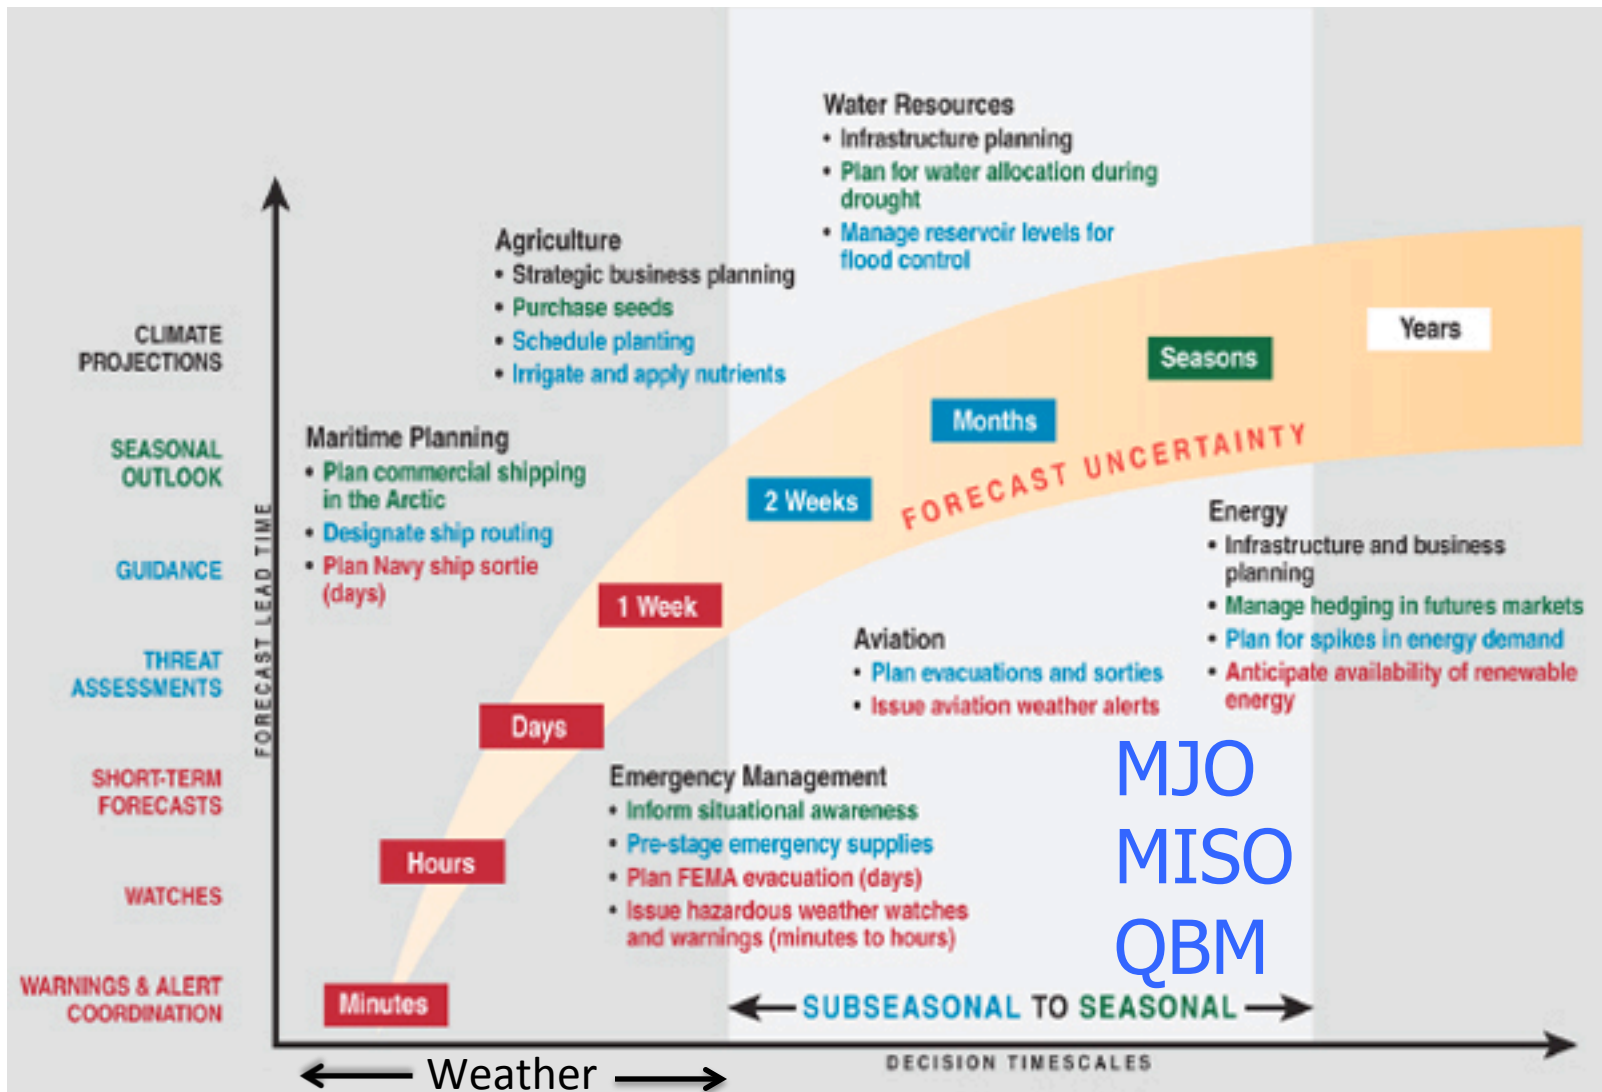 Water Resources
• Infrastructure planning
• Plan for water allocation during
drought
• Manage reservoir levels for
flood control
Agriculture
• Strategic business planning
• Purchase seeds
• Schedule planting
• Irrigate and apply nutrients
Maritime Planning
• Plan commercial shipping
in the Arctic
• Designate ship routing
• Plan Navy ship sortie
(days)
CLIMATE
PROJECTIONS
SEASONAL
OUTLOOK
GUIDANCE
THREAT
ASSESSMENTS
SHORT-TERM
FORECASTS
WATCHES
WARNINGS & ALERT
COORDINATION
FORECAST LEAD TIME
Years
Seasons
Months
2 Weeks
1 Week
Days
Hours
Minutes
FORECAST UNCERTAINTY
Energy
• Infrastructure and business
planning
• Manage hedging in futures markets
• Plan for spikes in energy demand
• Anticipate availability of renewable
energy
Aviation
• Plan evacuations and sorties
• Issue aviation weather alerts
Emergency Management
• Inform situational awareness
• Pre-stage emergency supplies
• Plan FEMA evacuation (days)
• Issue hazardous weather watches
and warnings (minutes to hours)
MJO
MISO
QBM
SUBSEASONAL TO SEASONAL
DECISION TIMESCALES
Weather